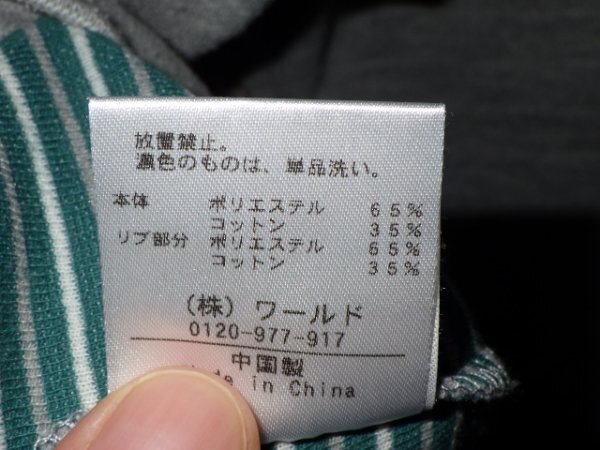 放置禁止。
濃色のものは、単品洗い。
本体 ポリエステル 65%
コットン 35%
リブ部分 ポリエステル 65%
コットン 35%
(株) ワールド
0120-977-917
中国製
Made in China